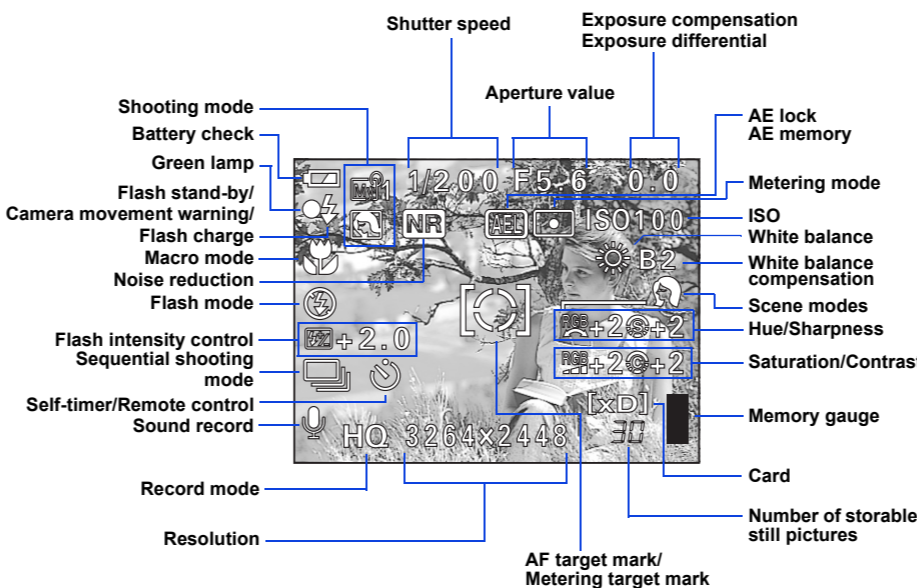 Shutter speed
Exposure compensation
Exposure differential
Aperture value
Shooting mode
Battery check
Green lamp
Flash stand-by/
Camera movement warning/
Flash charge
Macro mode
Noise reduction
Flash mode
Flash intensity control
Sequential shooting
mode
Self-timer/Remote control
Sound record
Record mode
Resolution
AE lock
AE memory
Metering mode
ISO
White balance
White balance
compensation
Scene modes
Hue/Sharpness
Saturation/Contrast
Memory gauge
Card
Number of storable
still pictures
AF target mark/
Metering target mark
1/200 F5.6 0.0
NR AEL ISO100
B2
RGB+2 S+2
+2.0
RGB+2 C+2
[xD]
HQ 3264×2448 30